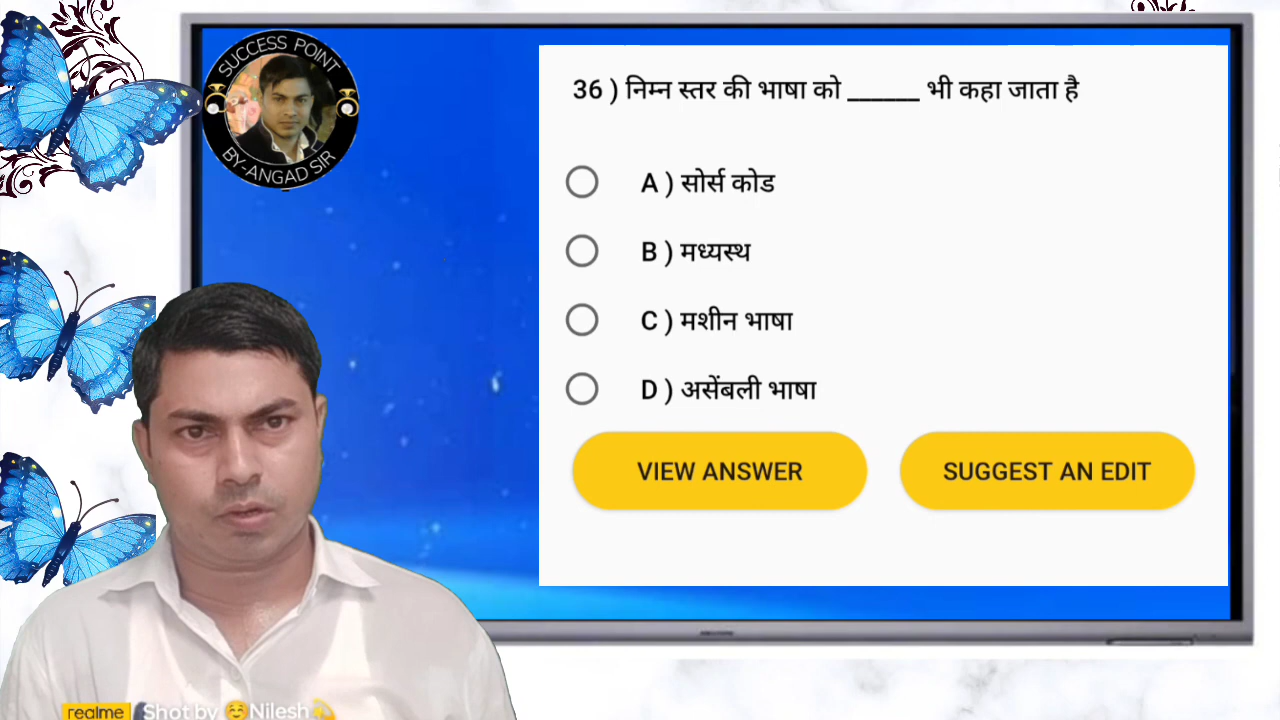 SUCCESS POINT
BY-ANGAD SIR
36 ) निम्न स्तर की भाषा को ______ भी कहा जाता है
A ) सोर्स कोड
B ) मध्यस्थ
C ) मशीन भाषा
D ) असेंबली भाषा
VIEW ANSWER
SUGGEST AN EDIT
realme Shot by Nilesh